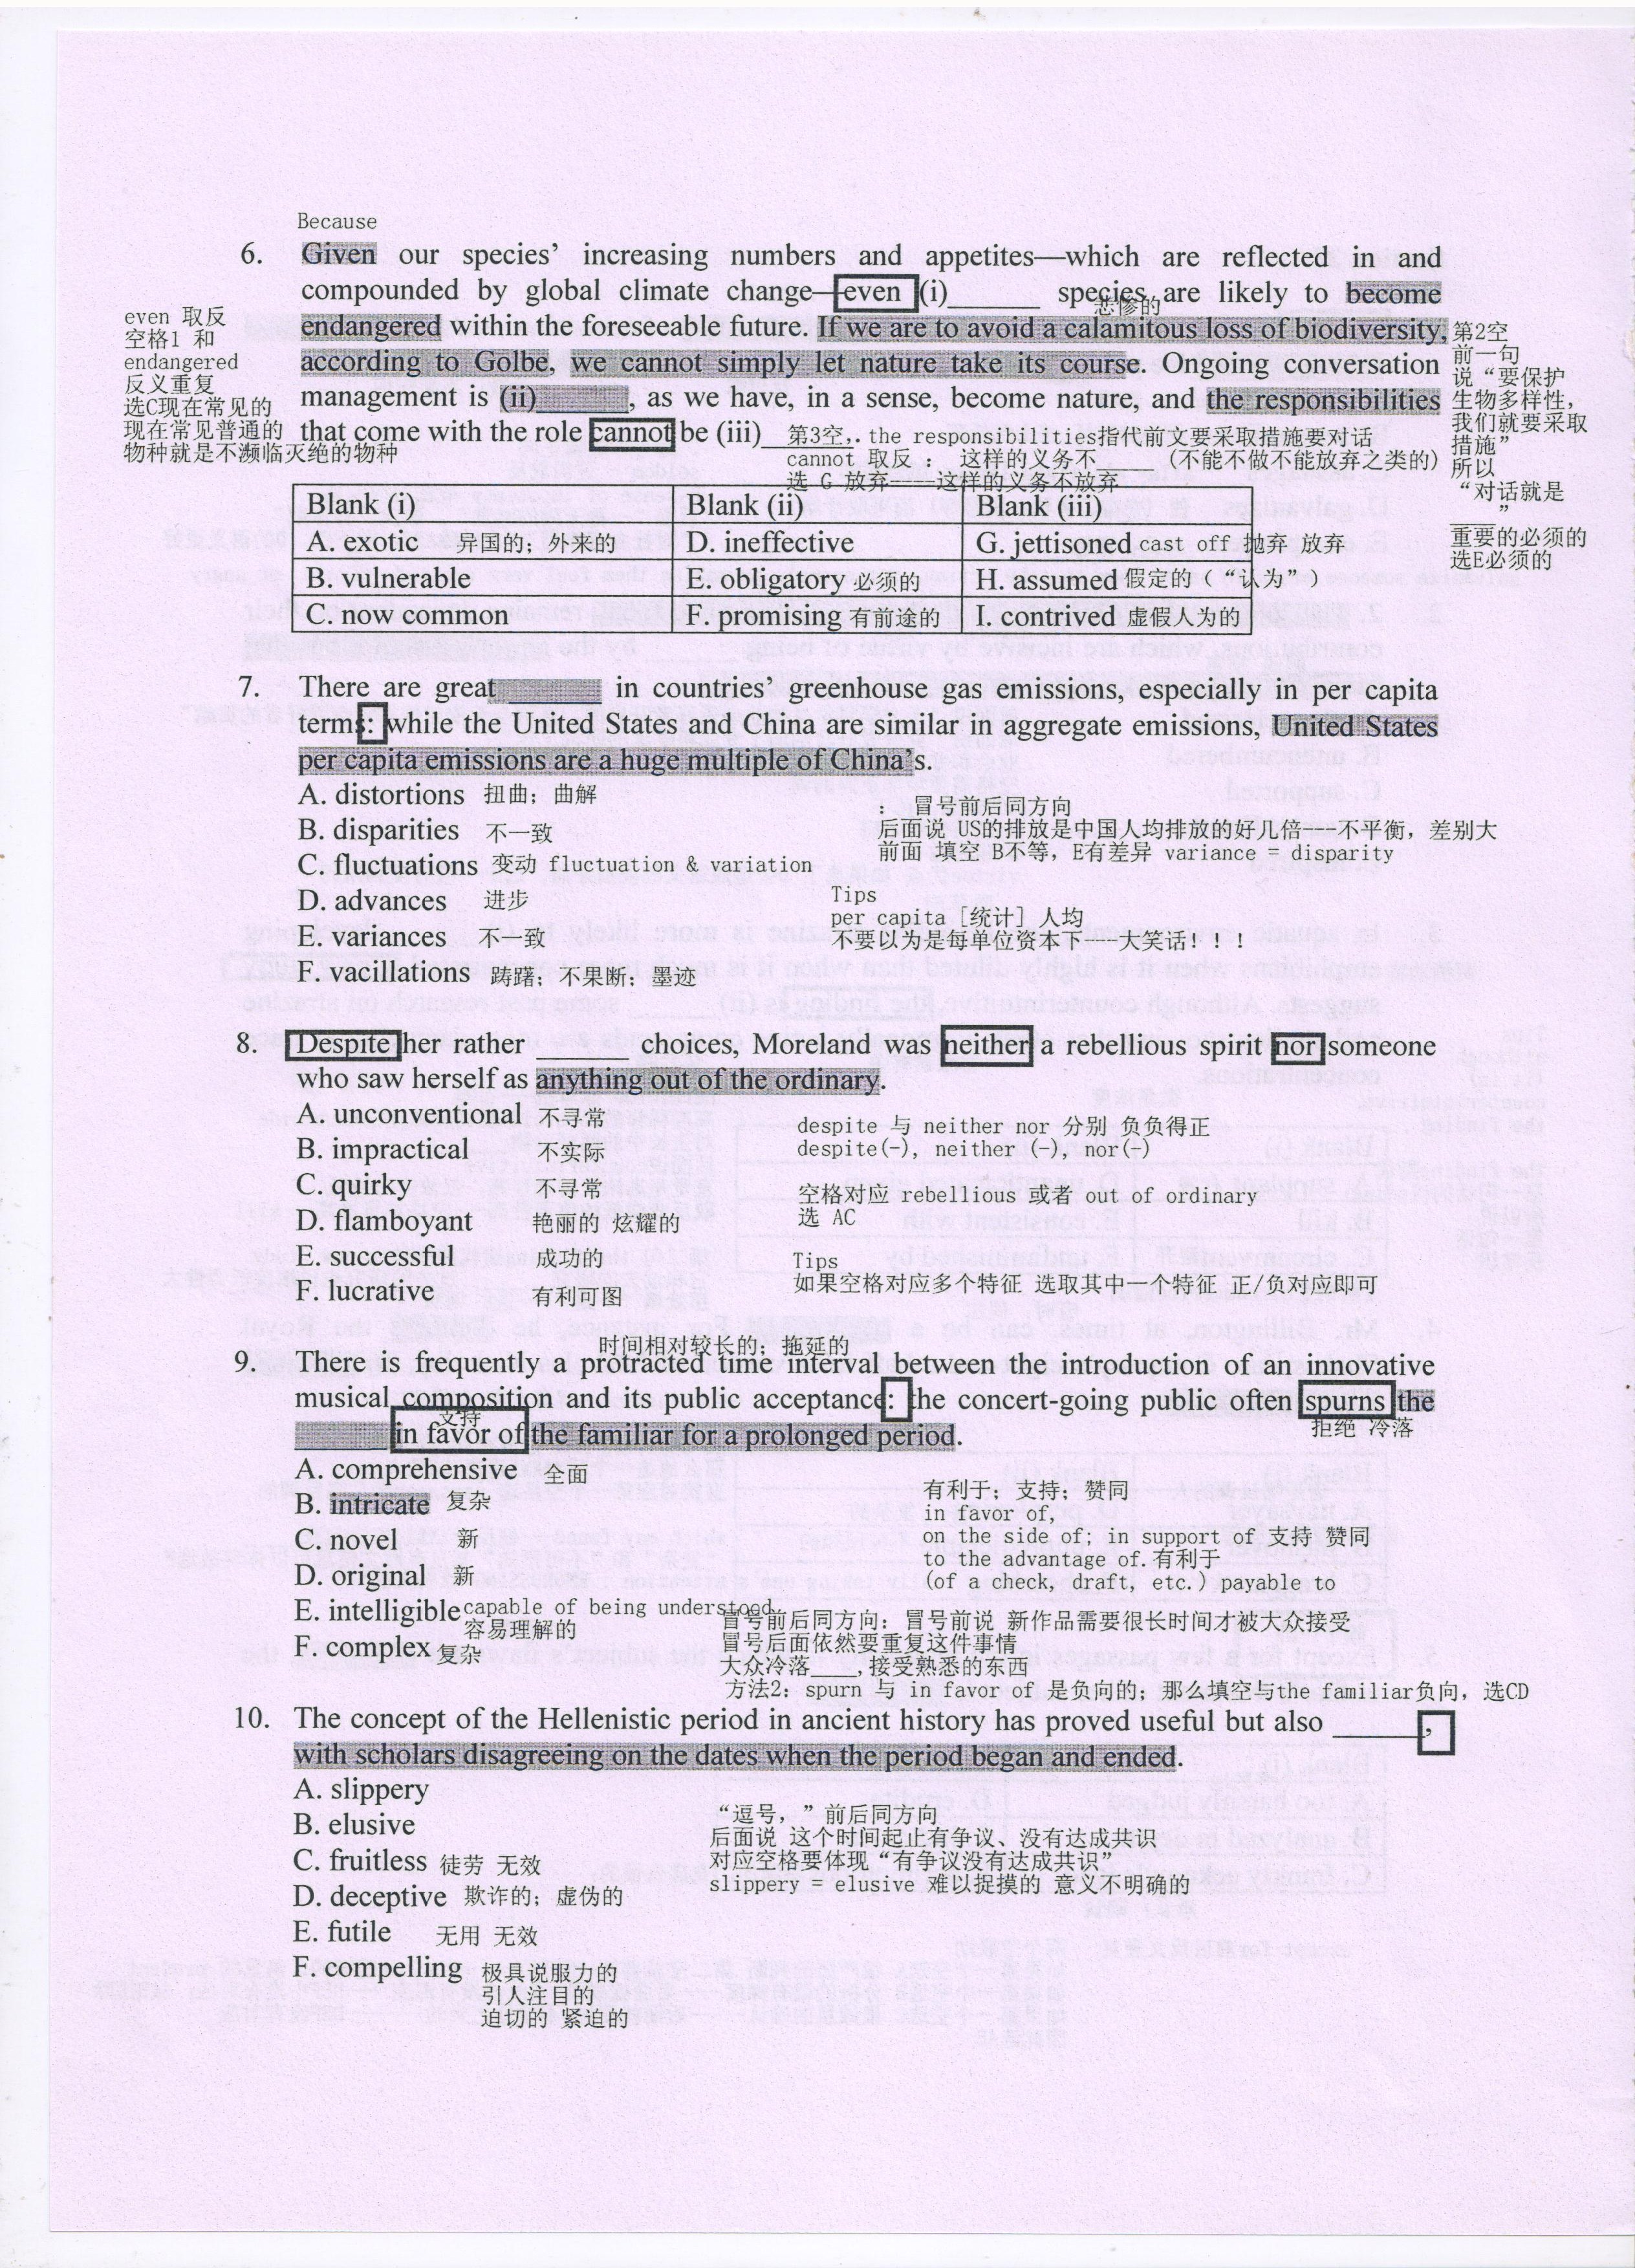 Because
6. Given our species’ increasing numbers and appetites—which are reflected in and
compounded by global climate change—even (i)______ species are likely to become
悲惨的
endangered within the foreseeable future. If we are to avoid a calamitous loss of biodiversity,
according to Golbe, we cannot simply let nature take its course. Ongoing conversation
management is (ii)______, as we have, in a sense, become nature, and the responsibilities
that come with the role cannot be (iii)______.
even 取反
空格1 和
endangered
反义重复
选C现在常见的
现在常见普通的
物种就是不濒临灭绝的物种
第2空
前一句
说“要保护
生物多样性，
我们就要采取
措施”
所以
“对话就是
”
重要的必须的
选E必须的
第3空，. the responsibilities指代前文要采取措施要对话
cannot 取反： 这样的义务不____ （不能不做不能放弃之类的）
选 G 放弃----这样的义务不放弃
Blank (i) Blank (ii) Blank (iii)
A. exotic 异国的；外来的 D. ineffective G. jettisoned cast off 抛弃 放弃
B. vulnerable E. obligatory 必须的 H. assumed 假定的（“认为”）
C. now common F. promising 有前途的 I. contrived 虚假人为的
7. There are great______ in countries’ greenhouse gas emissions, especially in per capita
terms: while the United States and China are similar in aggregate emissions, United States
per capita emissions are a huge multiple of China’s.
A. distortions 扭曲；曲解
B. disparities 不一致
C. fluctuations 变动 fluctuation & variation
D. advances 进步
E. variances 不一致
F. vacillations 踌躇；不果断；墨迹
： 冒号前后同方向
后面说 US的排放是中国人均排放的好几倍---不平衡，差别大
前面 填空 B不等，E有差异 variance = disparity
Tips
per capita [统计] 人均
不要以为是每单位资本了---大笑话！！！
8. Despite her rather ______ choices, Moreland was neither a rebellious spirit nor someone
who saw herself as anything out of the ordinary.
A. unconventional 不寻常
B. impractical 不实际
C. quirky 不寻常
D. flamboyant 艳丽的 炫耀的
E. successful 成功的
F. lucrative 有利可图
despite 与 neither nor 分别 负负得正
despite(-), neither (-), nor(-)
空格对应 rebellious 或者 out of ordinary
选 AC
Tips
如果空格对应多个特征 选取其中一个特征 正/负对应即可
时间相对较长的；拖延的
9. There is frequently a protracted time interval between the introduction of an innovative
musical composition and its public acceptance: the concert-going public often spurns the
支持
拒绝 冷落
______ in favor of the familiar for a prolonged period.
A. comprehensive 全面
B. intricate 复杂
C. novel 新
D. original 新
E. intelligible capable of being understood
容易理解的
F. complex 复杂
有利于；支持；赞同
in favor of,
on the side of; in support of 支持 赞同
to the advantage of. 有利于
(of a check, draft, etc.) payable to
冒号前后同方向：冒号前说 新作品需要很长时间才被大众接受
冒号后面依然要重复这件事情
大众冷落____,接受熟悉的东西
方法2：spurn 与 in favor of 是负向的；那么填空与the familiar负向，选CD
10. The concept of the Hellenistic period in ancient history has proved useful but also ______,
with scholars disagreeing on the dates when the period began and ended.
A. slippery
B. elusive
C. fruitless 徒劳 无效
D. deceptive 欺诈的；虚伪的
E. futile 无用 无效
F. compelling 极具说服力的
引人注目的
迫切的 紧迫的
“逗号，”前后同方向
后面说 这个时间起止有争议、没有达成共识
对应空格要体现“有争议没有达成共识”
slippery = elusive 难以捉摸的 意义不明确的